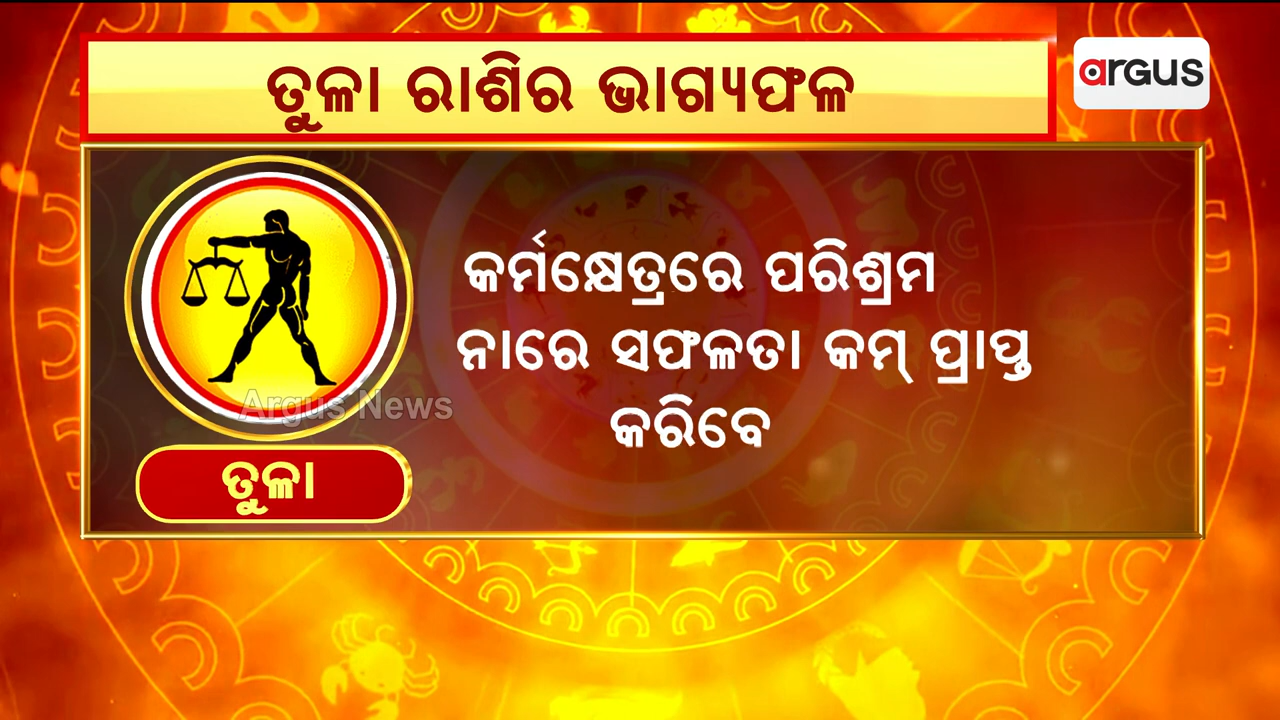 ତୁଳା ରାଶିର ଭାଗ୍ୟଫଳ
argus
କର୍ମକ୍ଷେତ୍ରରେ ପରିଶ୍ରମ
ନାରେ ସଫଳତା କମ୍ ପ୍ରାପ୍ତ
କରିବେ
Argus News
ତୁଳା